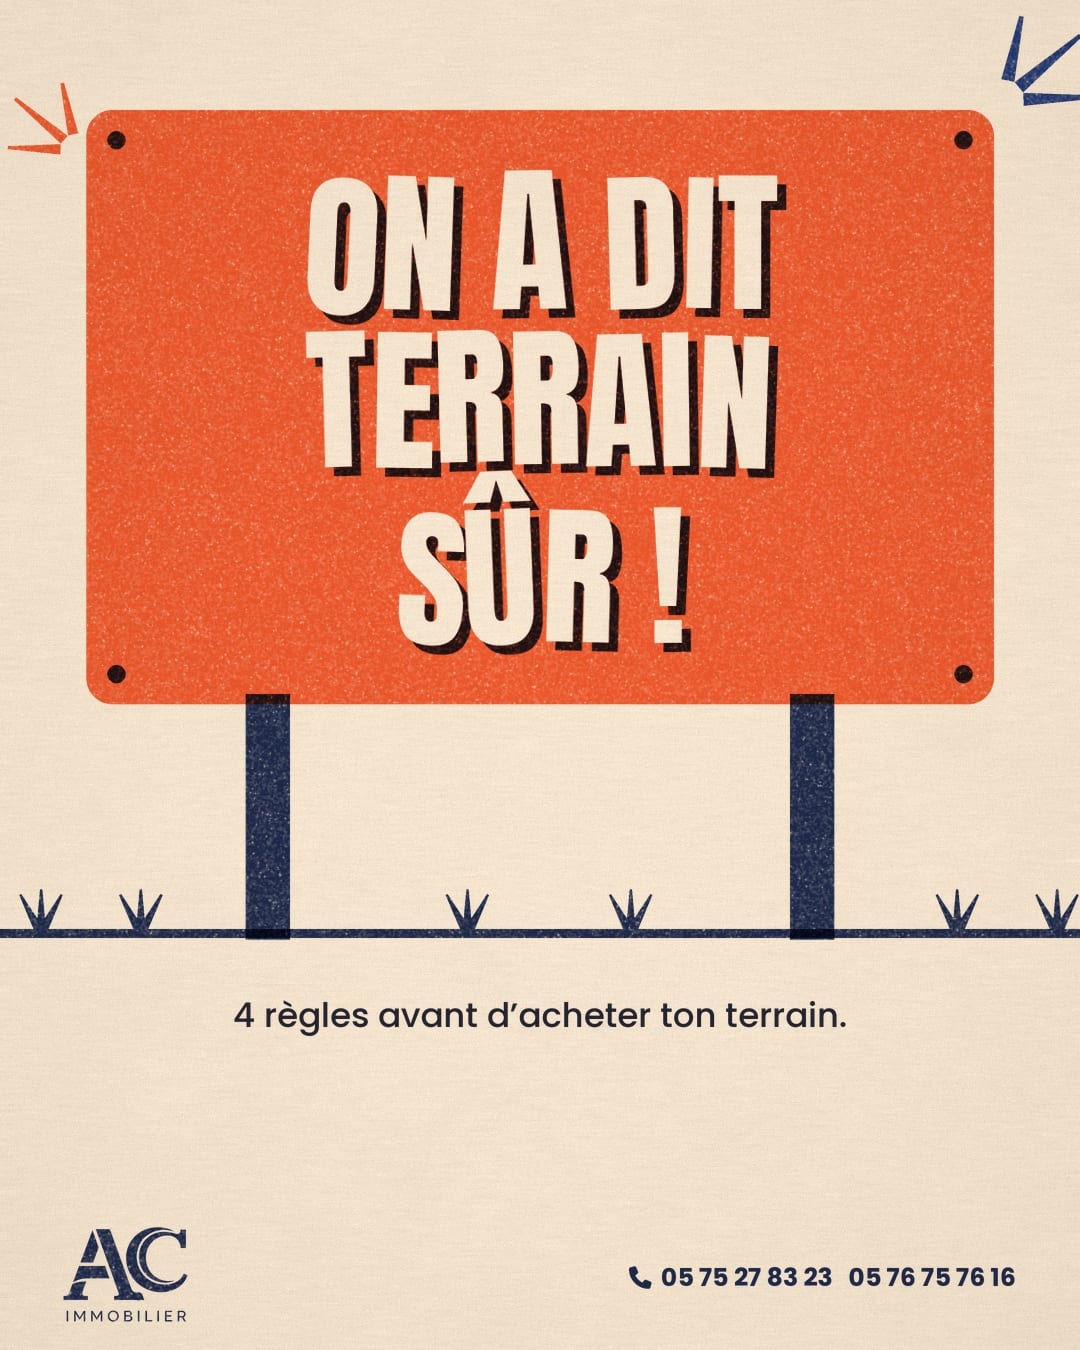 ON A DIT
TERRAIN
SÛR !
4 règles avant d’acheter ton terrain.
AC
IMMOBILIER
05 75 27 83 23 05 76 75 76 16